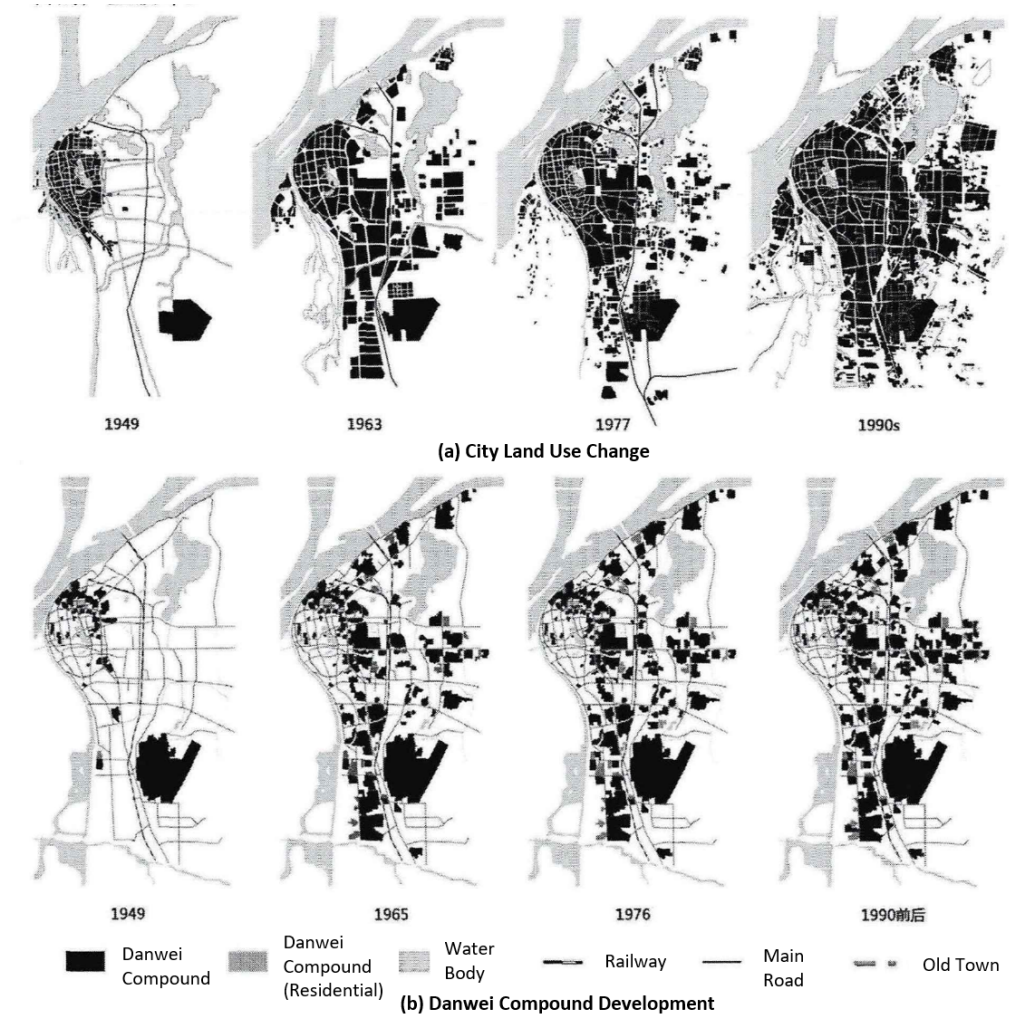 1949
1963
1977
1990s
(a) City Land Use Change
1949
1965
1976
1990前后
Danwei
Compound
Danwei
Compound
(Residential)
Water
Body
Railway
Main
Road
Old Town
(b) Danwei Compound Development